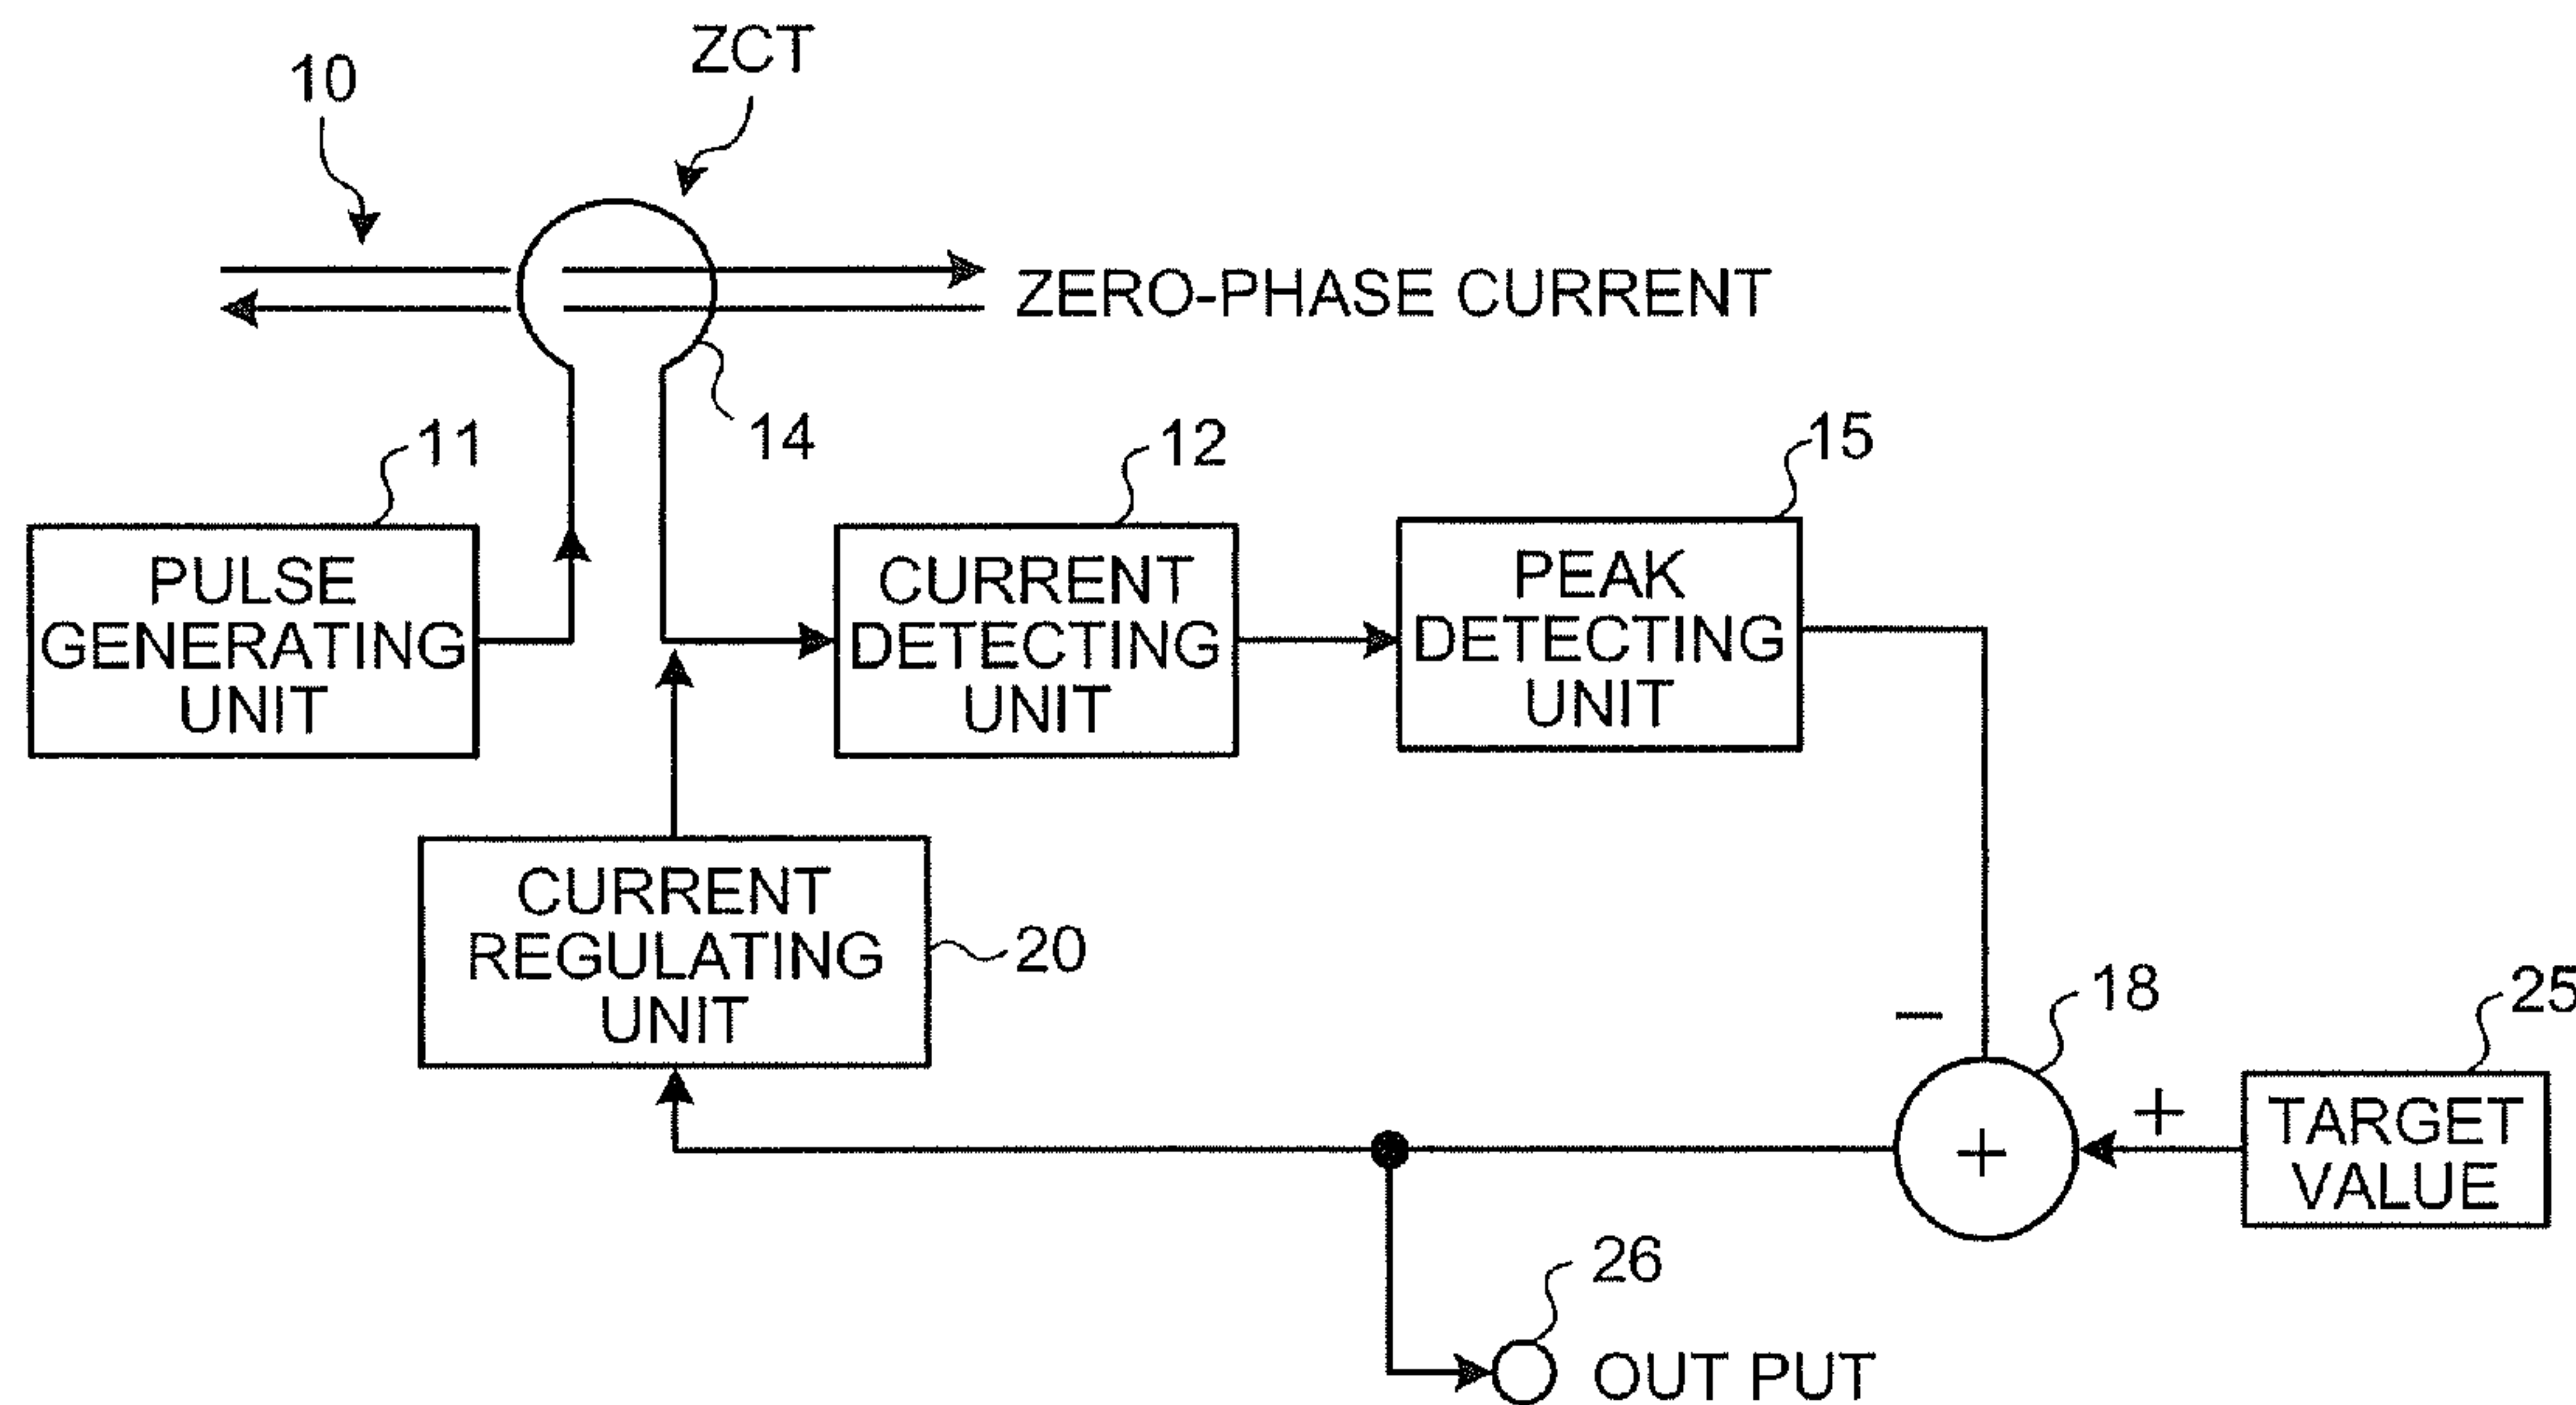 ZCT
10
ZERO-PHASE CURRENT
14
11
12
15
PULSE
GENERATING
UNIT
CURRENT
DETECTING
UNIT
PEAK
DETECTING
UNIT
CURRENT
REGULATING
UNIT
20
−
18
25
+
+
TARGET
VALUE
26
OUT PUT